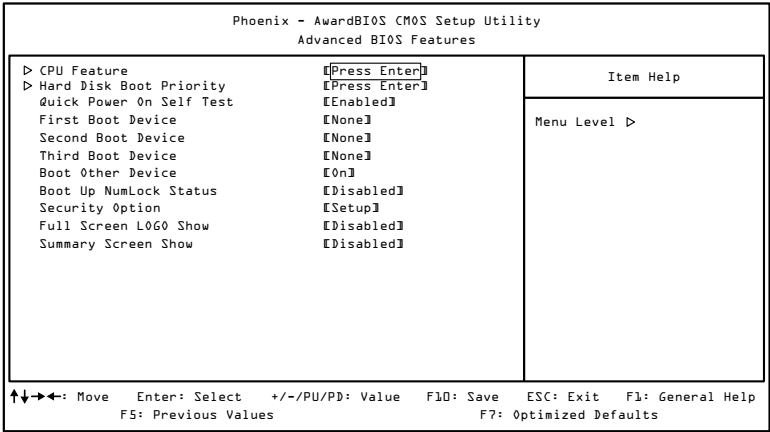 Phoenix - AwardBIOS CMOS Setup Utility
Advanced BIOS Features
▷ CPU Feature [Press Enter]
▷ Hard Disk Boot Priority [Press Enter]
Quick Power On Self Test [Enabled]
First Boot Device [None]
Second Boot Device [None]
Third Boot Device [None]
Boot Other Device [On]
Boot Up NumLock Status [Disabled]
Security Option [Setup]
Full Screen LOGO Show [Disabled]
Summary Screen Show [Disabled]
Item Help
Menu Level ▷
↑↓→←: Move Enter: Select +/-/PU/PD: Value F10: Save ESC: Exit F1: General Help
F5: Previous Values F7: Optimized Defaults